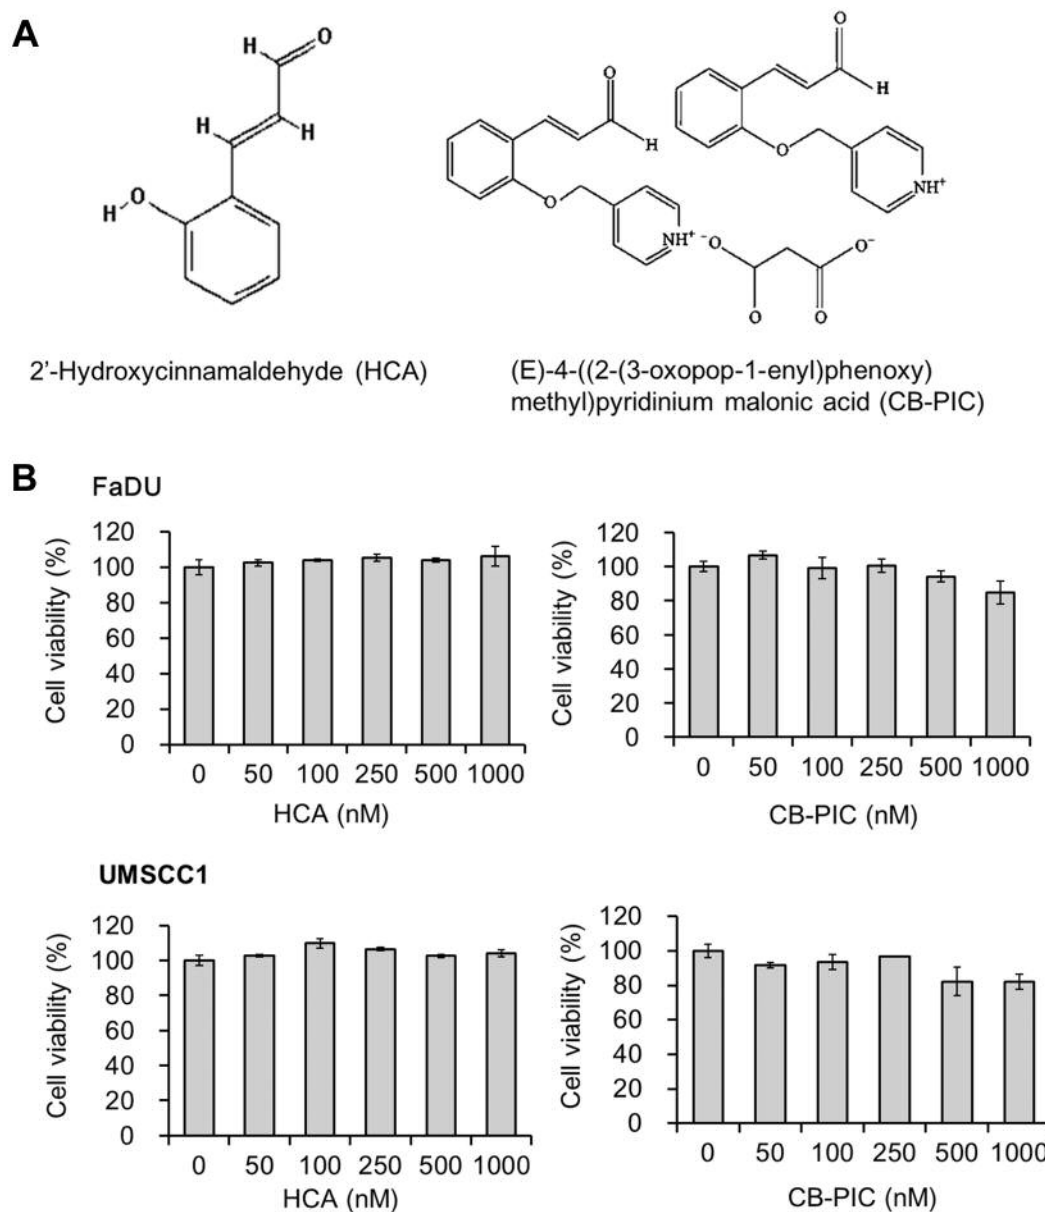 A
H
O
H
H
H
O
O
H
O
NH+
O
H
O
NH+
-O
O-
O
O
2'-Hydroxycinnamaldehyde (HCA)
(E)-4-((2-(3-oxopop-1-enyl)phenoxy)
methyl)pyridinium malonic acid (CB-PIC)
B
FaDU
Cell viability (%)
120
100
80
60
40
20
0
0 50 100 250 500 1000
HCA (nM)
Cell viability (%)
120
100
80
60
40
20
0
0 50 100 250 500 1000
CB-PIC (nM)
UMSCC1
Cell viability (%)
120
100
80
60
40
20
0
0 50 100 250 500 1000
HCA (nM)
Cell viability (%)
120
100
80
60
40
20
0
0 50 100 250 500 1000
CB-PIC (nM)